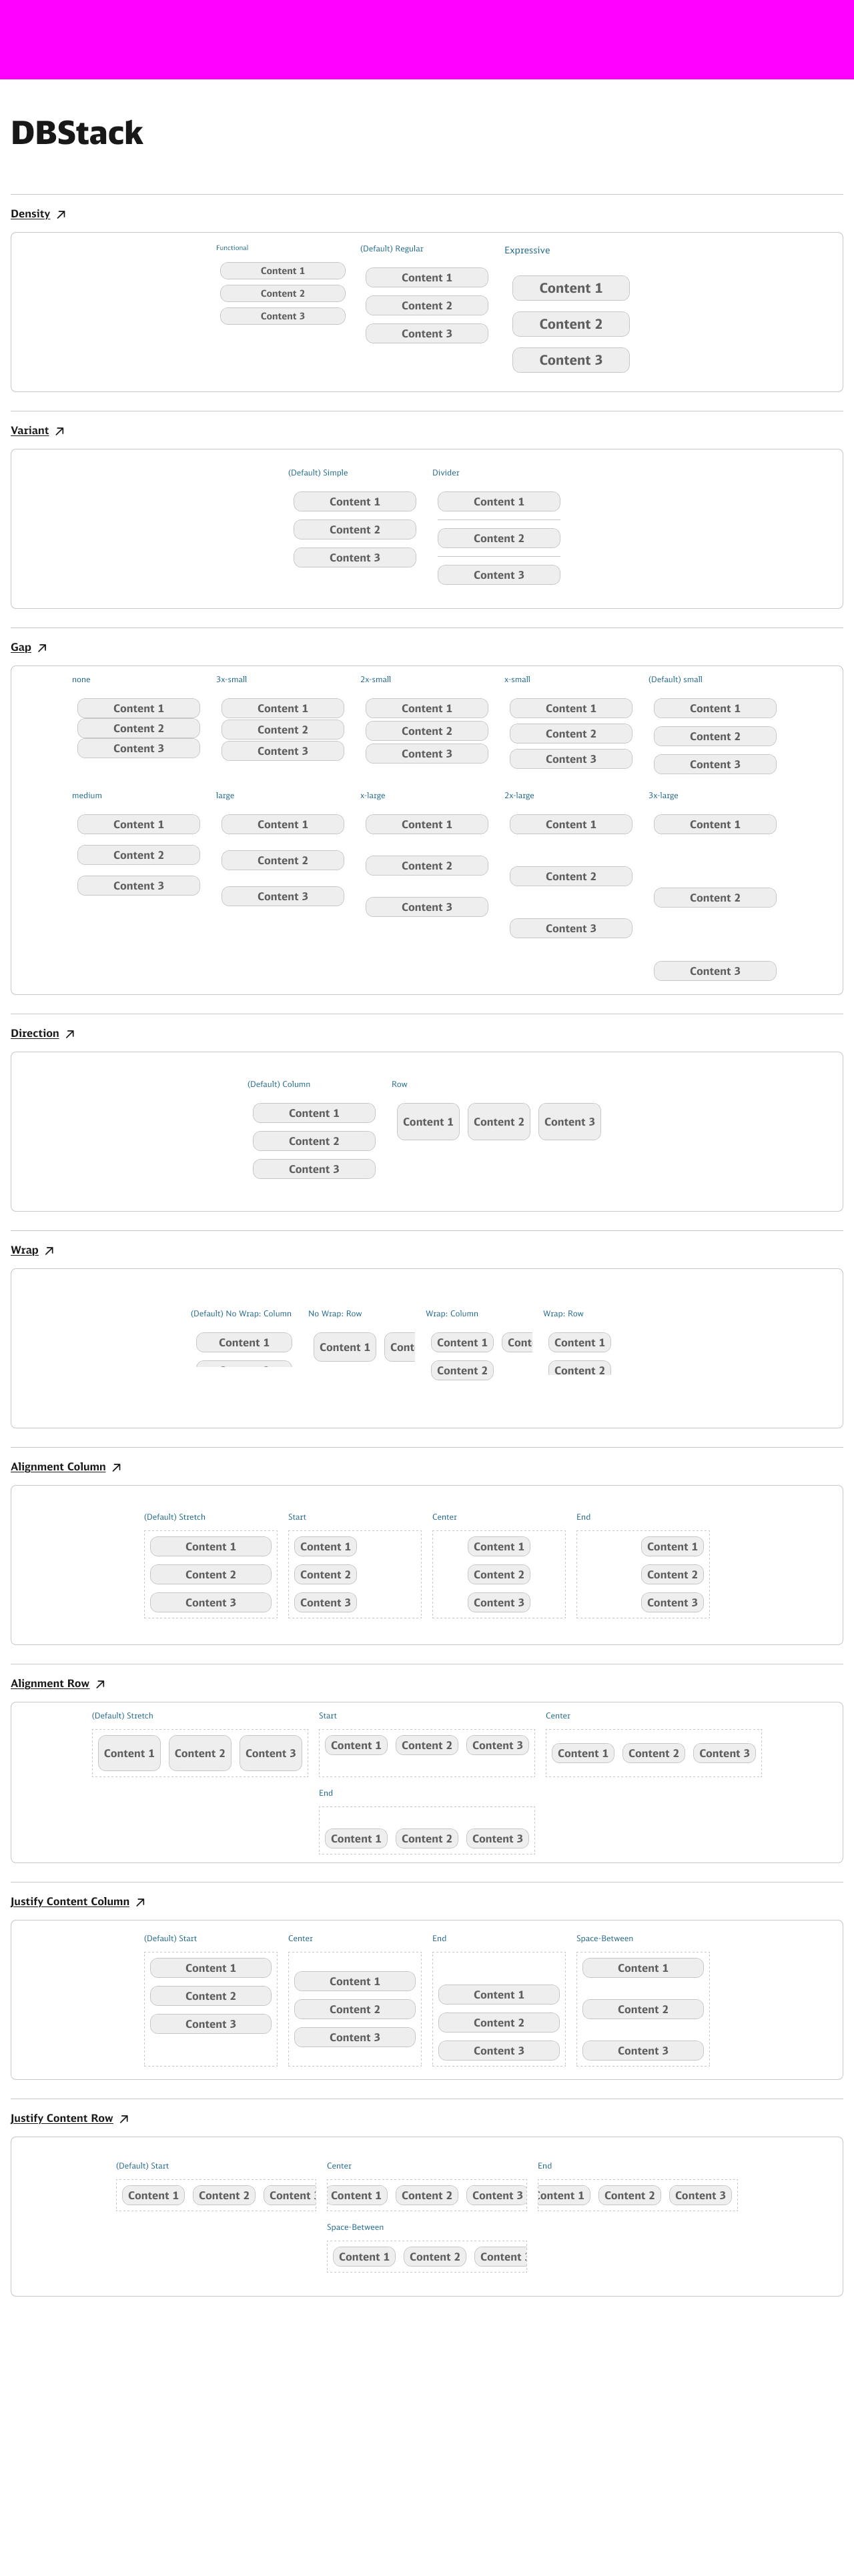 DBStack
Density
Functional (Default) Regular Expressive
Content 1 Content 1 Content 1
Content 2 Content 2 Content 2
Content 3 Content 3 Content 3
Variant
(Default) Simple Divider
Content 1 Content 1
Content 2 Content 2
Content 3 Content 3
Gap
none 3x-small 2x-small x-small (Default) small
Content 1 Content 1 Content 1 Content 1 Content 1
Content 2 Content 2 Content 2 Content 2 Content 2
Content 3 Content 3 Content 3 Content 3 Content 3
medium large x-large 2x-large 3x-large
Content 1 Content 1 Content 1 Content 1 Content 1
Content 2 Content 2 Content 2 Content 2 Content 2
Content 3 Content 3 Content 3 Content 3 Content 3
Direction
(Default) Column Row
Content 1 Content 1 Content 2 Content 3
Content 2
Content 3
Wrap
(Default) No Wrap: Column No Wrap: Row Wrap: Column Wrap: Row
Content 1 Content 1 Cont Content 1 Cont Content 1
Content 2 Content 2
Alignment Column
(Default) Stretch Start Center End
Content 1 Content 1 Content 1 Content 1
Content 2 Content 2 Content 2 Content 2
Content 3 Content 3 Content 3 Content 3
Alignment Row
(Default) Stretch Start Center
Content 1 Content 2 Content 3 Content 1 Content 2 Content 3 Content 1 Content 2 Content 3
End
Content 1 Content 2 Content 3
Justify Content Column
(Default) Start Center End Space-Between
Content 1 Content 1 Content 1 Content 1
Content 2 Content 2 Content 2 Content 2
Content 3 Content 3 Content 3 Content 3
Justify Content Row
(Default) Start Center End
Content 1 Content 2 Content Content 1 Content 2 Content 3 ontent 1 Content 2 Content 3
Space-Between
Content 1 Content 2 Content